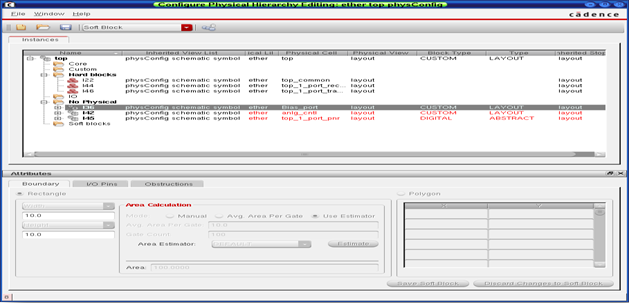 Configure Physical Hierarchy Editing: ether top physConfig
File Window Help cādence
Soft Block
Instances
Name Inherited View List ical Lib Physical Cell Physical View Block Type Type nherited Stop
top physConfig schematic symbol ether top layout CUSTOM LAYOUT layout
Core
Custom
Hard blocks
I22 physConfig schematic symbol ether top_common layout
I44 physConfig schematic symbol ether top_1_port_rec... layout
I46 physConfig schematic symbol ether top_1_port_tra... layout
IO
No Physical
I36 physConfig schematic symbol ether Bias_port layout CUSTOM LAYOUT layout
I42 physConfig schematic symbol ether anlg_cntl layout CUSTOM LAYOUT layout
I45 physConfig schematic symbol ether top_1_port_pnr layout DIGITAL ABSTRACT layout
Soft blocks
Attributes
Boundary I/O Pins Obstructions
Rectangle Polygon
Width Area Calculation
10.0 Mode: Manual Avg. Area Per Gate Use Estimator
Height Avg. Area Per Gate 10.0
10.0 Gate Count 100
Area Estimator: Estimate
Area: 100.0000
Save Soft Block Discard Changes to Soft Block